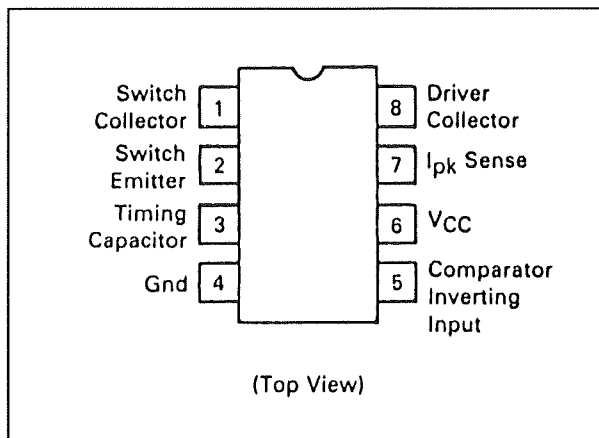 Switch
Collector
1
8
Driver
Collector
Switch
Emitter
2
7
Ipk Sense
Timing
Capacitor
3
6
VCC
Gnd
4
5
Comparator
Inverting
Input
(Top View)